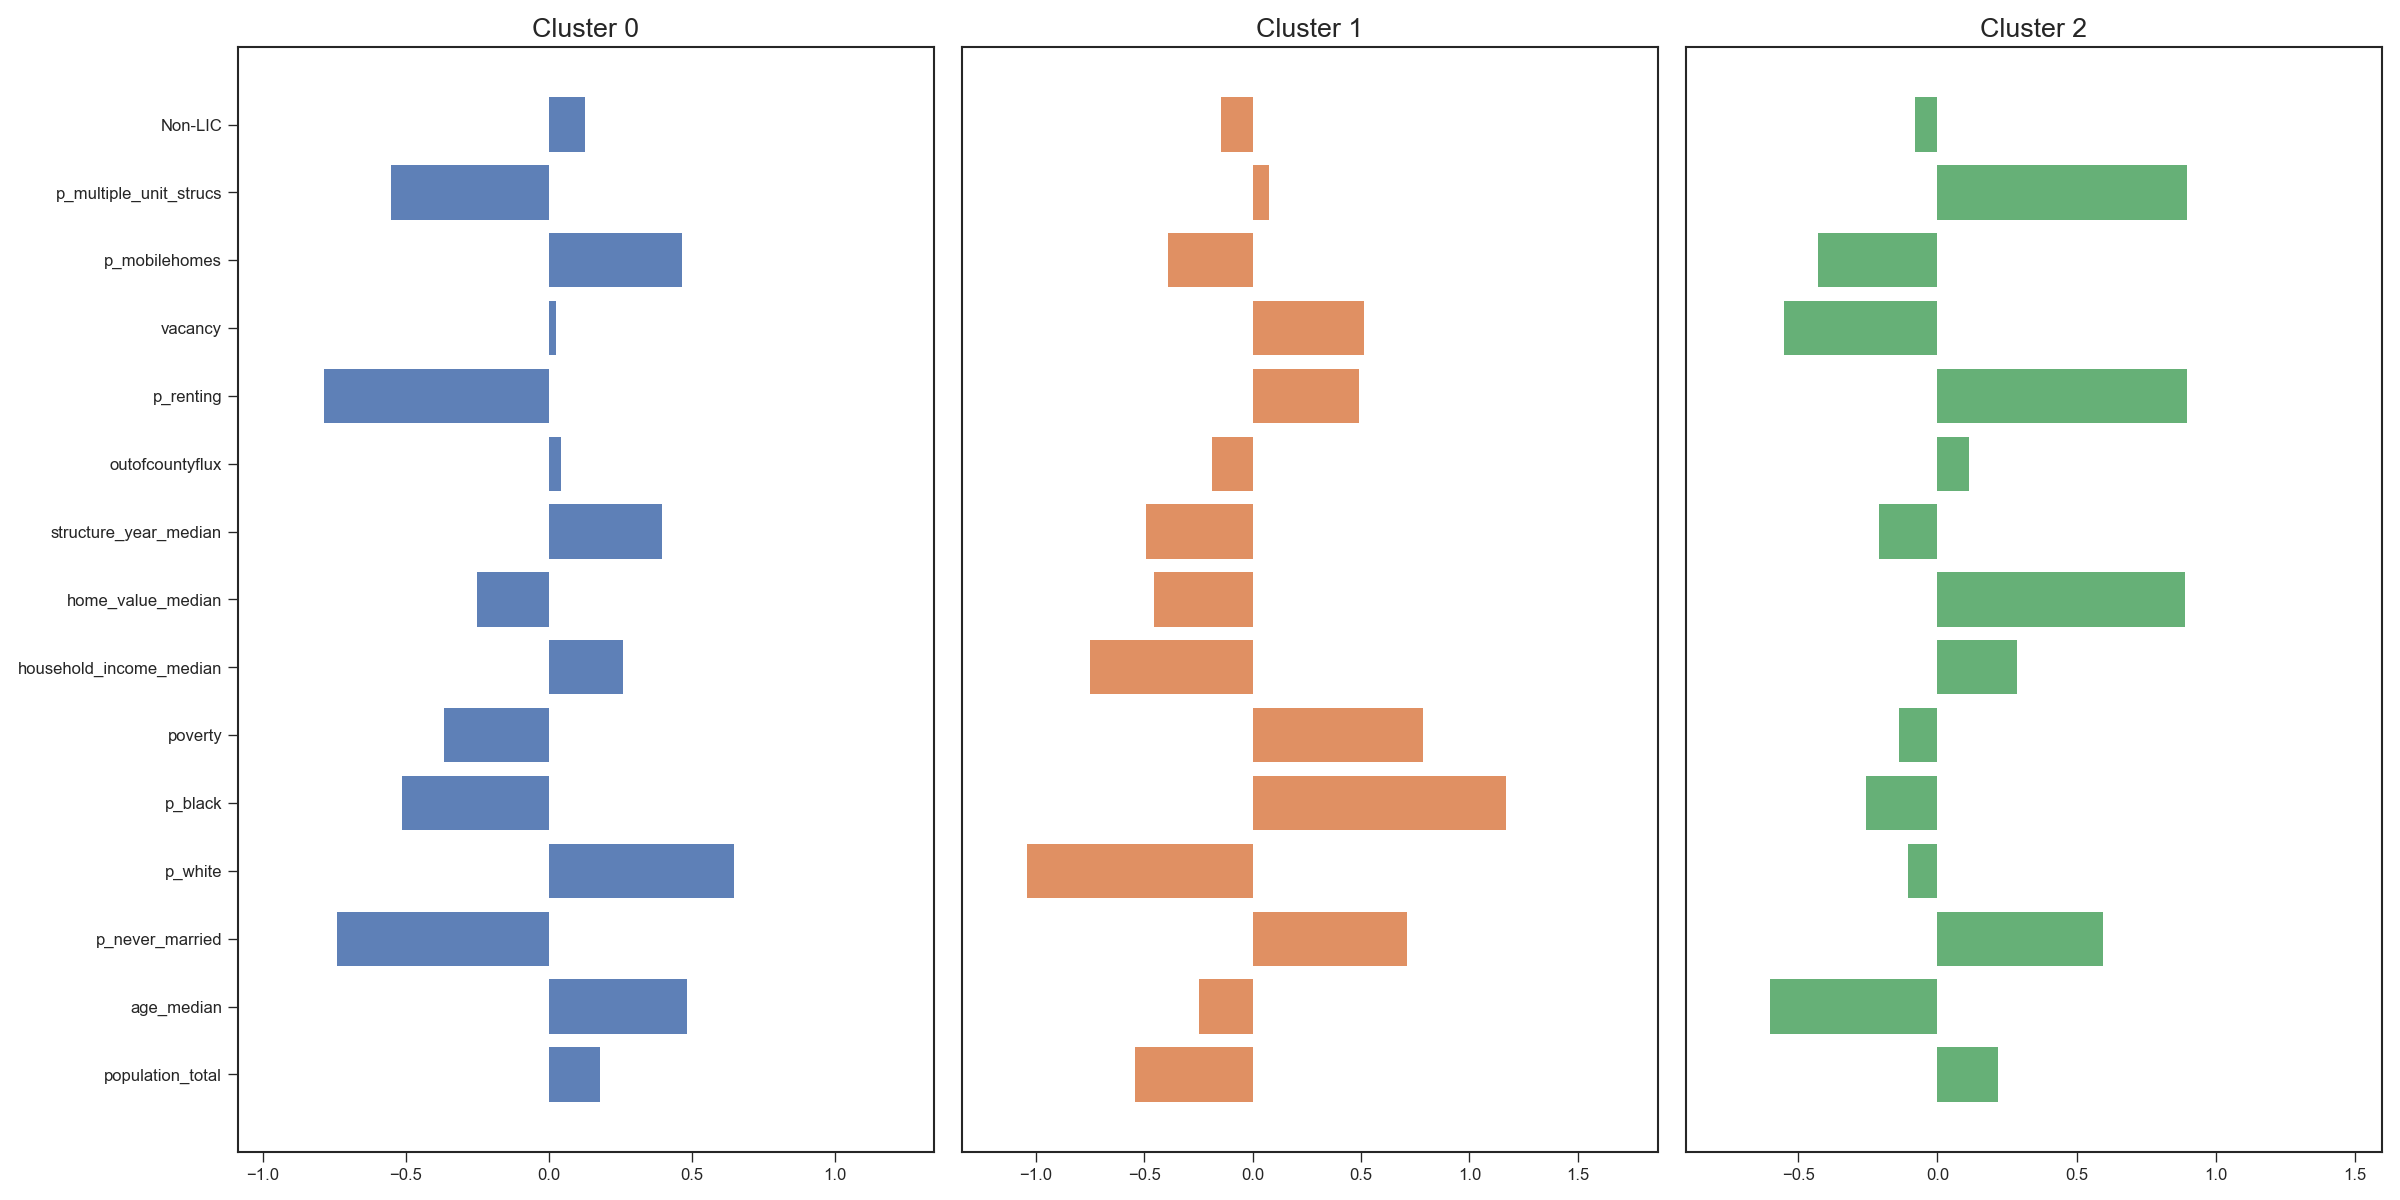 Cluster 0
Cluster 1
Cluster 2
Non-LIC
p_multiple_unit_strucs
p_mobilehomes
vacancy
p_renting
outofcountyflux
structure_year_median
home_value_median
household_income_median
poverty
p_black
p_white
p_never_married
age_median
population_total
−1.0 −0.5 0.0 0.5 1.0
−1.0 −0.5 0.0 0.5 1.0 1.5
−0.5 0.0 0.5 1.0 1.5